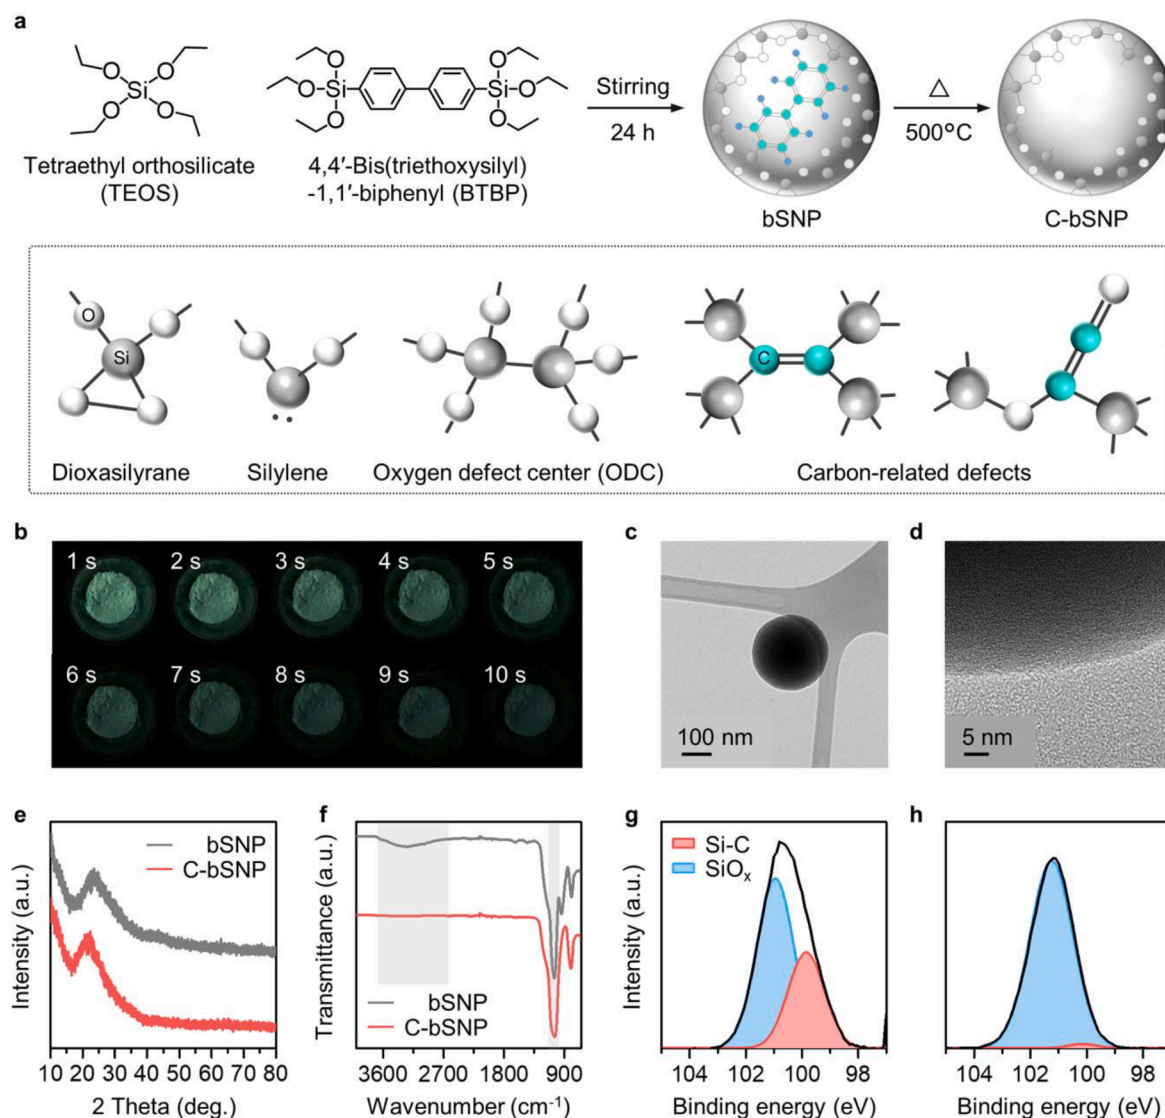 a
Stirring
24 h
△
500°C
Tetraethyl orthosilicate
(TEOS)
4,4′-Bis(triethoxysilyl)
-1,1′-biphenyl (BTBP)
bSNP
C-bSNP
O
O
O
O
Si
O
O
O
Si
Si
O
O
O
O
Si
C
Dioxasilyrane
Silylene
Oxygen defect center (ODC)
Carbon-related defects
b
1 s
2 s
3 s
4 s
5 s
6 s
7 s
8 s
9 s
10 s
c
100 nm
d
5 nm
e
bSNP
C-bSNP
Intensity (a.u.)
10 20 30 40 50 60 70 80
2 Theta (deg.)
f
bSNP
C-bSNP
Transmittance (a.u.)
3600 2700 1800 900
Wavenumber (cm⁻¹)
g
Si-C
SiOₓ
Intensity (a.u.)
104 102 100 98
Binding energy (eV)
h
104 102 100 98
Binding energy (eV)